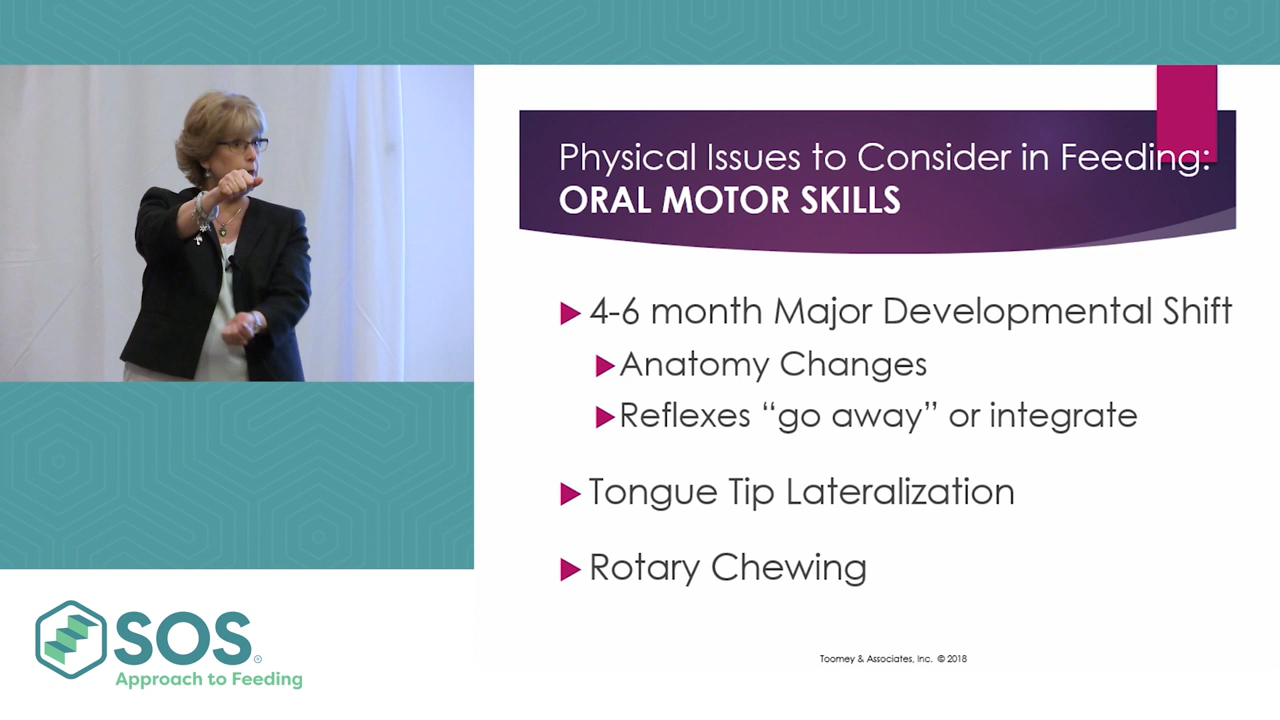 Physical Issues to Consider in Feeding:
ORAL MOTOR SKILLS
4-6 month Major Developmental Shift
Anatomy Changes
Reflexes “go away” or integrate
Tongue Tip Lateralization
Rotary Chewing
Toomey & Associates, Inc. © 2018
SOS®
Approach to Feeding